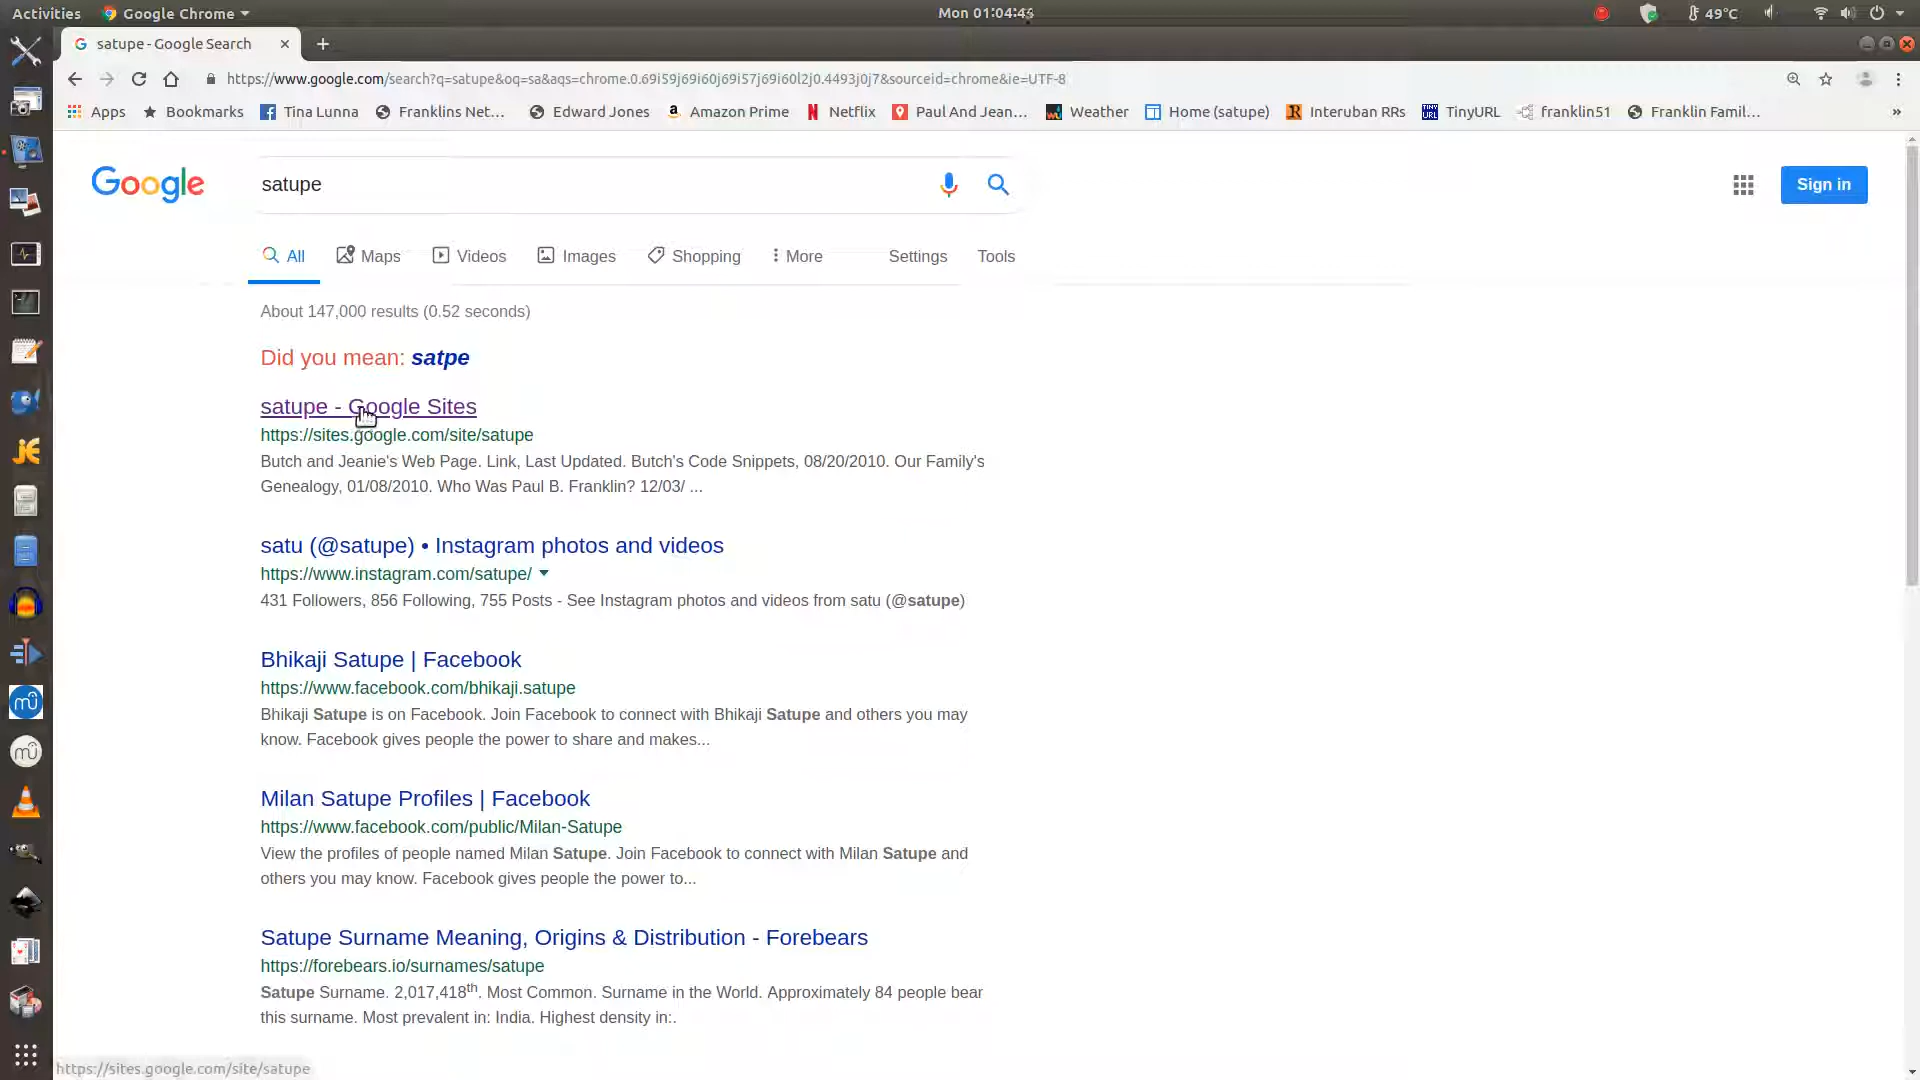 Activities Google Chrome Mon 01:04:46 49°C
satupe - Google Search
https://www.google.com/search?q=satupe&oq=sa&aqs=chrome.0.69i59j69i60j69i57j69i60l2j0.4493j0j7&sourceid=chrome&ie=UTF-8
Apps Bookmarks Tina Lunna Franklins Net... Edward Jones Amazon Prime Netflix Paul And Jean... Weather Home (satupe) Interuban RRs TinyURL franklin51 Franklin Famil... »
Google satupe Sign in
All Maps Videos Images Shopping More Settings Tools
About 147,000 results (0.52 seconds)
Did you mean: satpe
satupe - Google Sites
https://sites.google.com/site/satupe
Butch and Jeanie's Web Page. Link, Last Updated. Butch's Code Snippets, 08/20/2010. Our Family's
Genealogy, 01/08/2010. Who Was Paul B. Franklin? 12/03/ ...
satu (@satupe) • Instagram photos and videos
https://www.instagram.com/satupe/
431 Followers, 856 Following, 755 Posts - See Instagram photos and videos from satu (@satupe)
Bhikaji Satupe | Facebook
https://www.facebook.com/bhikaji.satupe
Bhikaji Satupe is on Facebook. Join Facebook to connect with Bhikaji Satupe and others you may
know. Facebook gives people the power to share and makes...
Milan Satupe Profiles | Facebook
https://www.facebook.com/public/Milan-Satupe
View the profiles of people named Milan Satupe. Join Facebook to connect with Milan Satupe and
others you may know. Facebook gives people the power to...
Satupe Surname Meaning, Origins & Distribution - Forebears
https://forebears.io/surnames/satupe
Satupe Surname. 2,017,418th. Most Common. Surname in the World. Approximately 84 people bear
this surname. Most prevalent in: India. Highest density in:.
https://sites.google.com/site/satupe